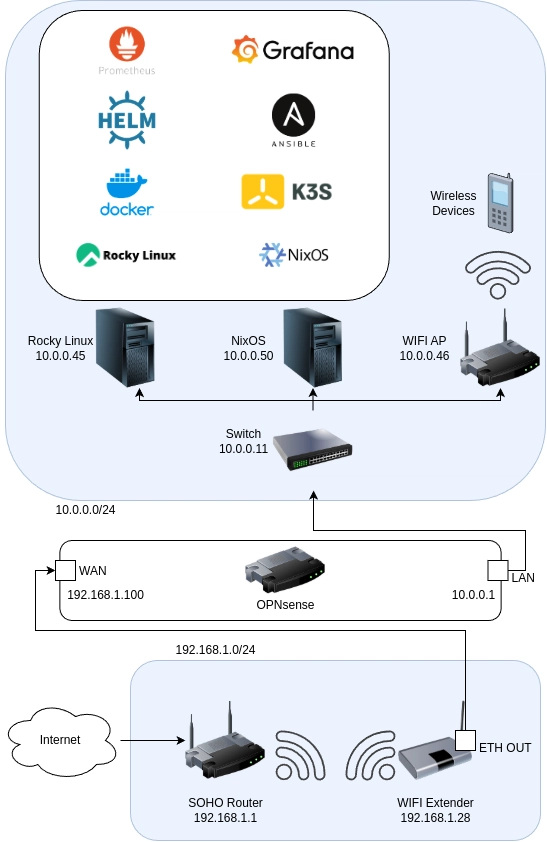 Prometheus
Grafana
HELM
ANSIBLE
docker
K3S
Rocky Linux
NixOS
Wireless
Devices
Rocky Linux
10.0.0.45
NixOS
10.0.0.50
WIFI AP
10.0.0.46
Switch
10.0.0.11
10.0.0.0/24
WAN
192.168.1.100
OPNsense
LAN
10.0.0.1
192.168.1.0/24
Internet
ETH OUT
SOHO Router
192.168.1.1
WIFI Extender
192.168.1.28